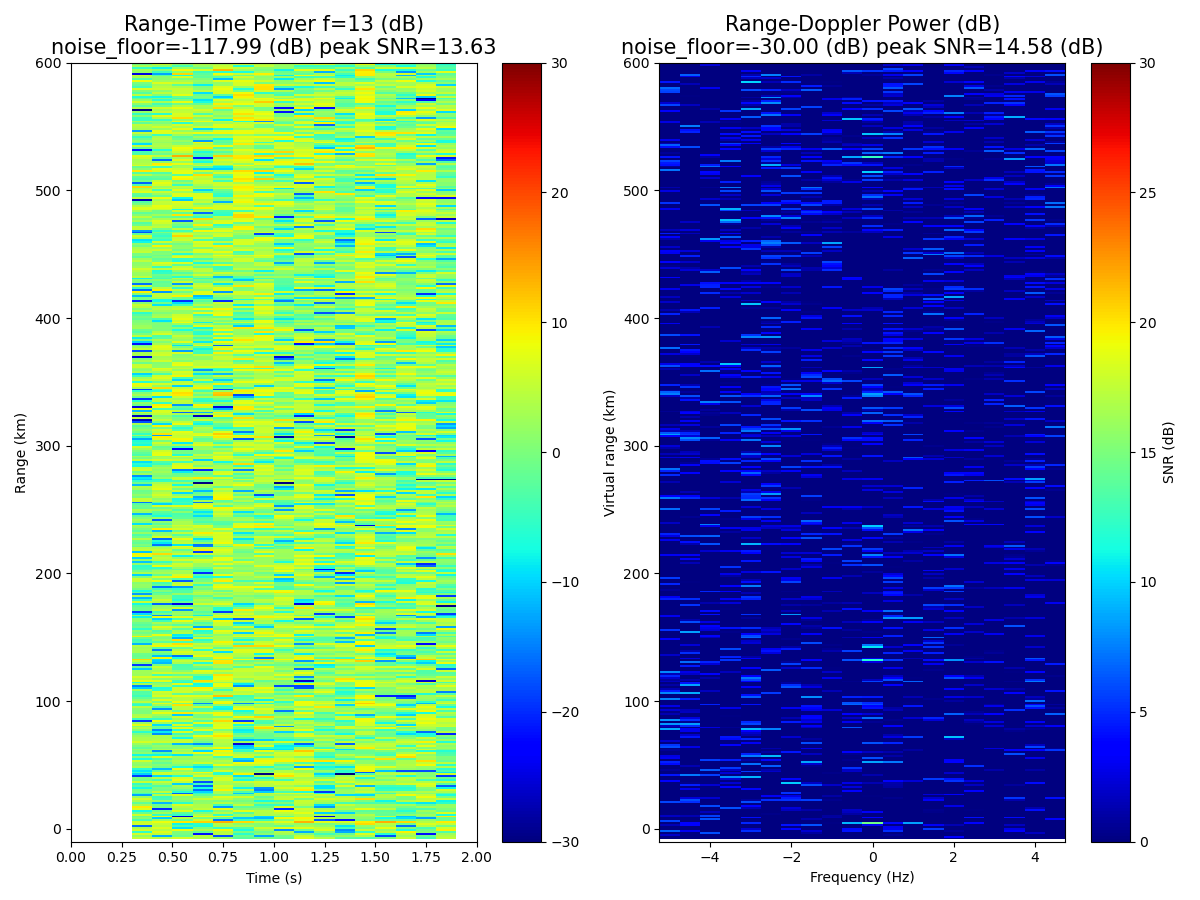 Range-Time Power f=13 (dB)
noise_floor=-117.99 (dB) peak SNR=13.63
600
500
400
300
200
100
0
Range (km)
0.00 0.25 0.50 0.75 1.00 1.25 1.50 1.75 2.00
Time (s)
30
20
10
0
−10
−20
−30
Range-Doppler Power (dB)
noise_floor=-30.00 (dB) peak SNR=14.58 (dB)
600
500
400
300
200
100
0
Virtual range (km)
−4 −2 0 2 4
Frequency (Hz)
30
25
20
15
10
5
0
SNR (dB)